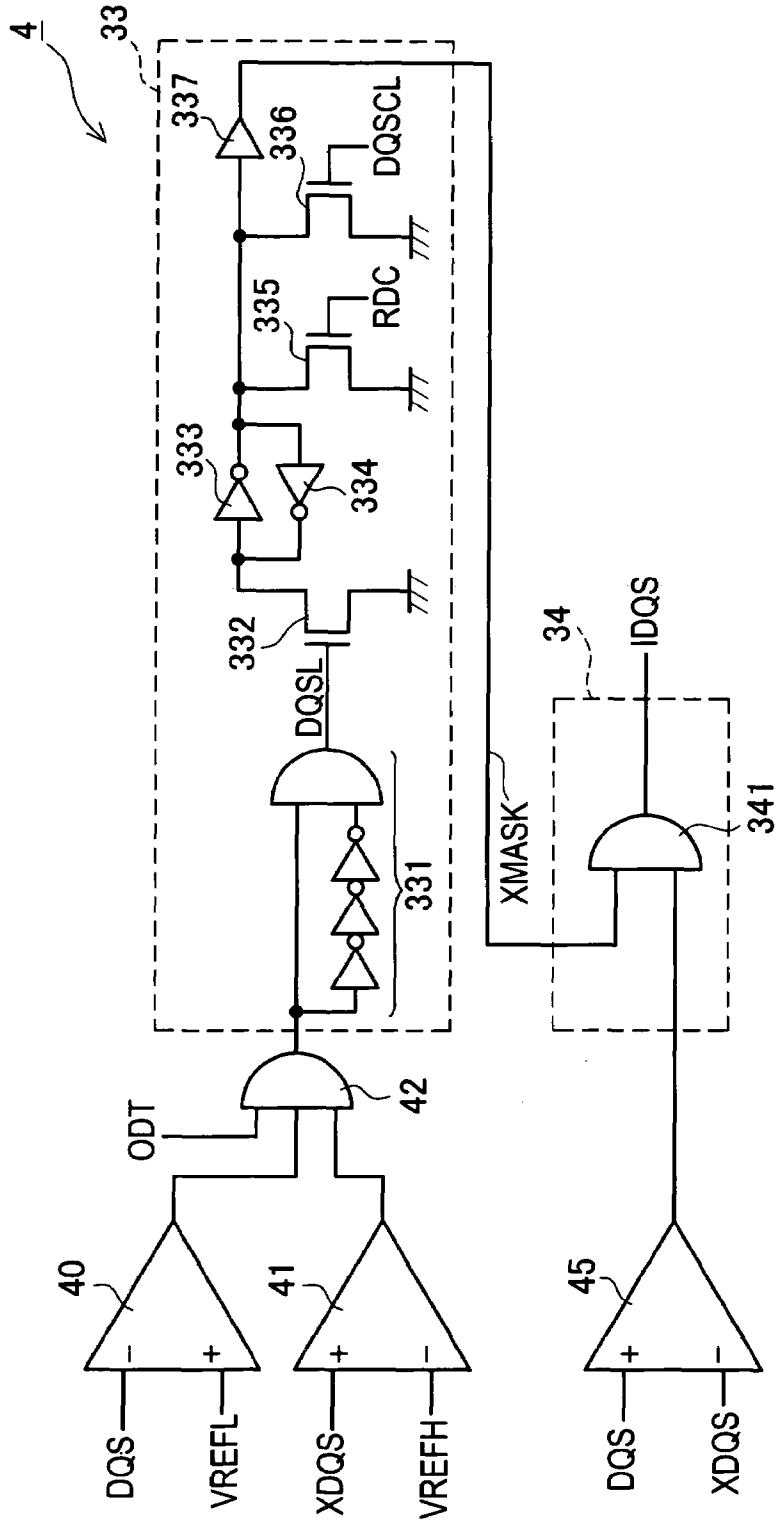 4
33
337
336
DQSCL
335
RDC
333
334
332
DQSL
331
ODT
42
40
DQS
VREFL
41
XDQS
VREFH
XMASK
34
IDQS
341
45
DQS
XDQS